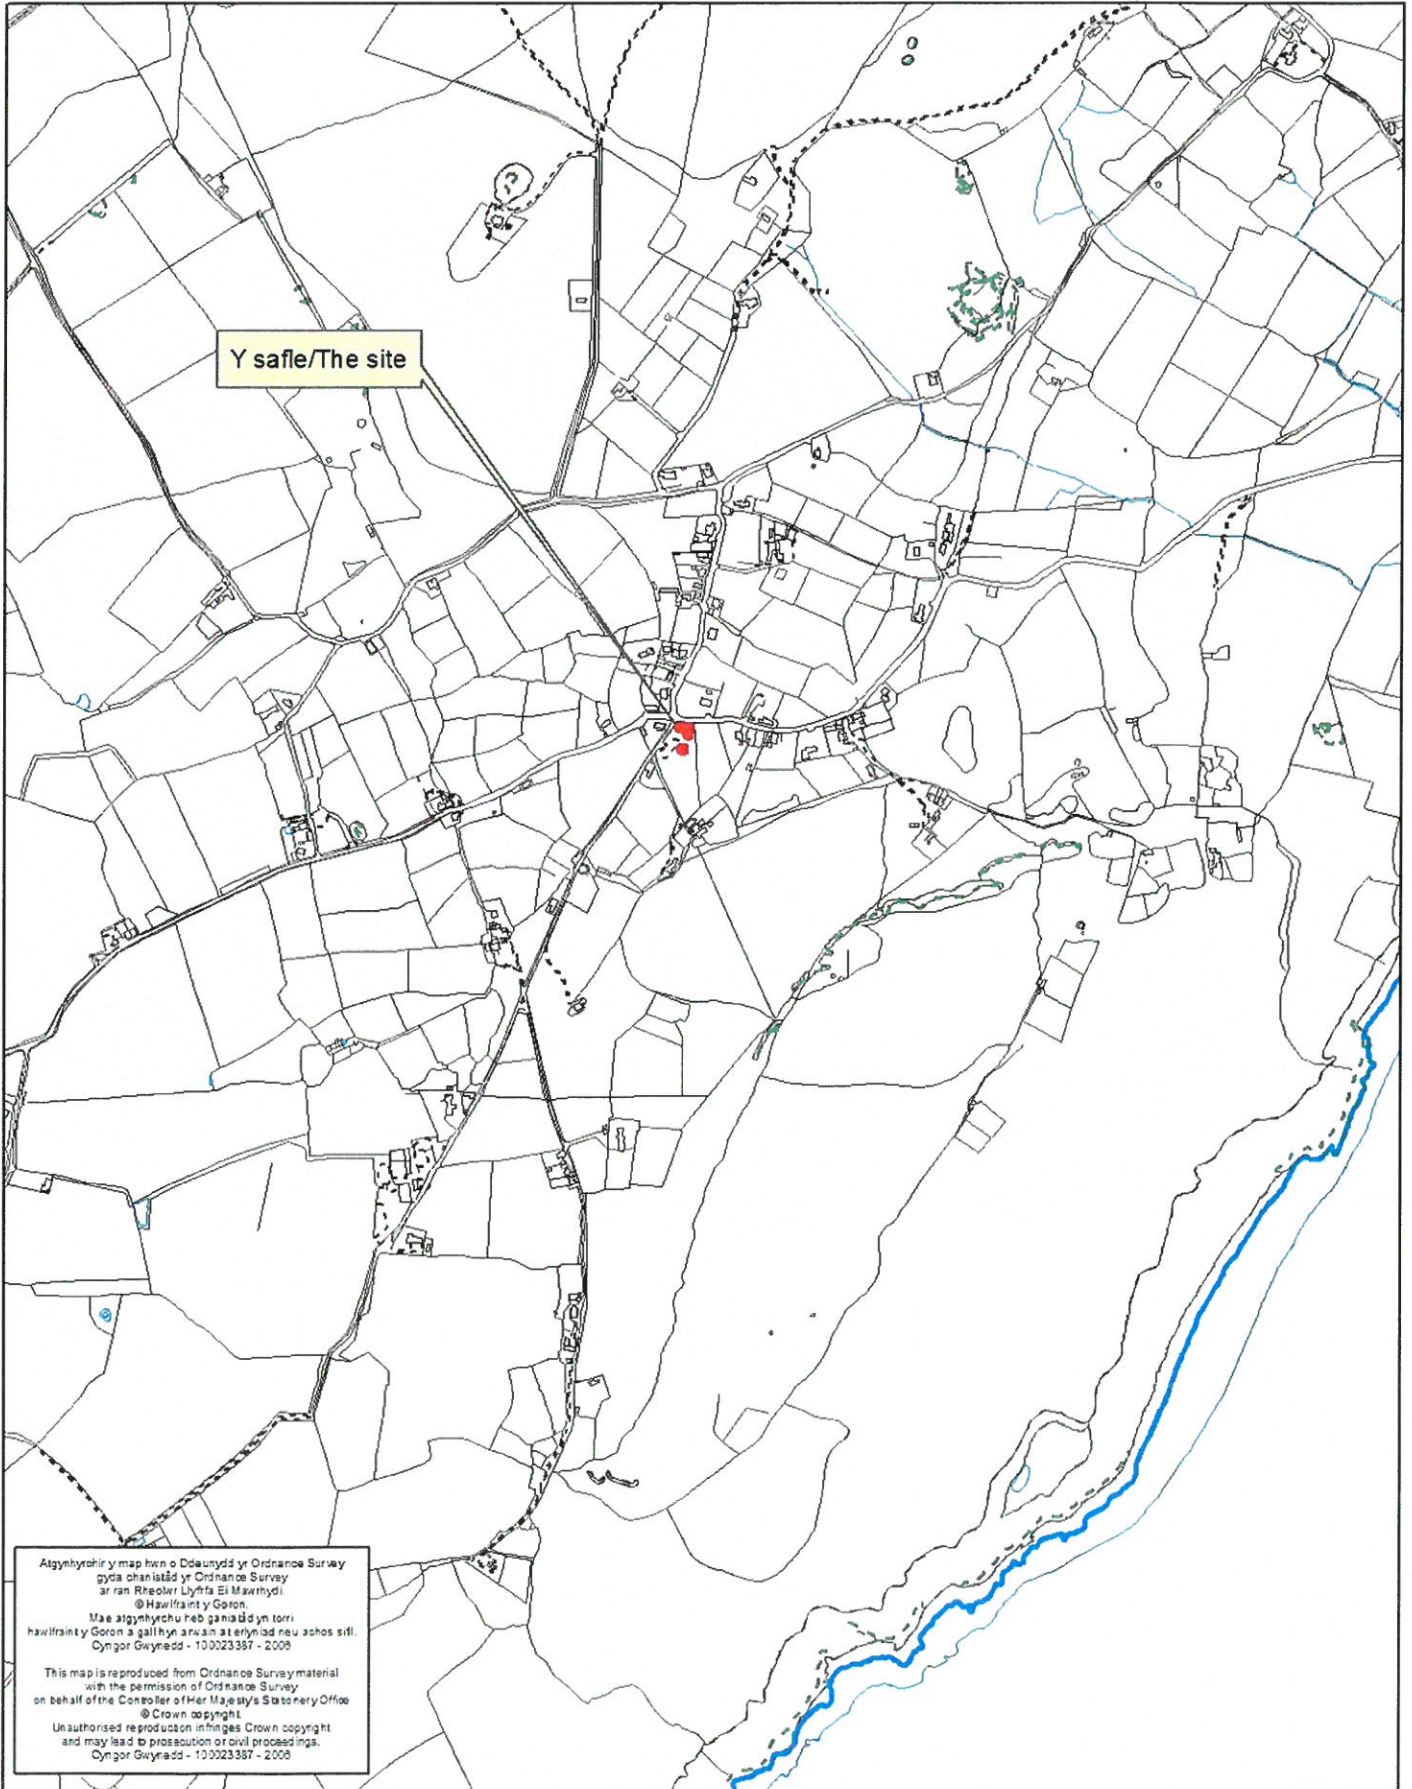 Y safle/The site
Atgynhyrchir y map hwn o Ddeunydd yr Ordnance Survey
gyda chaniatâd yr Ordnance Survey
ar ran Rheolwr Llyfrfa Ei Mawrhydi.
© Hawlfraint y Goron.
Mae atgynhyrchu heb ganiatâd yn torri
hawlfraint y Goron a gall hyn arwain at erlyniad neu achos sifil.
Cyngor Gwynedd - 100023387 - 2008
This map is reproduced from Ordnance Survey material
with the permission of Ordnance Survey
on behalf of the Controller of Her Majesty's Stationery Office
© Crown copyright.
Unauthorised reproduction infringes Crown copyright
and may lead to prosecution or civil proceedings.
Cyngor Gwynedd - 100023387 - 2008